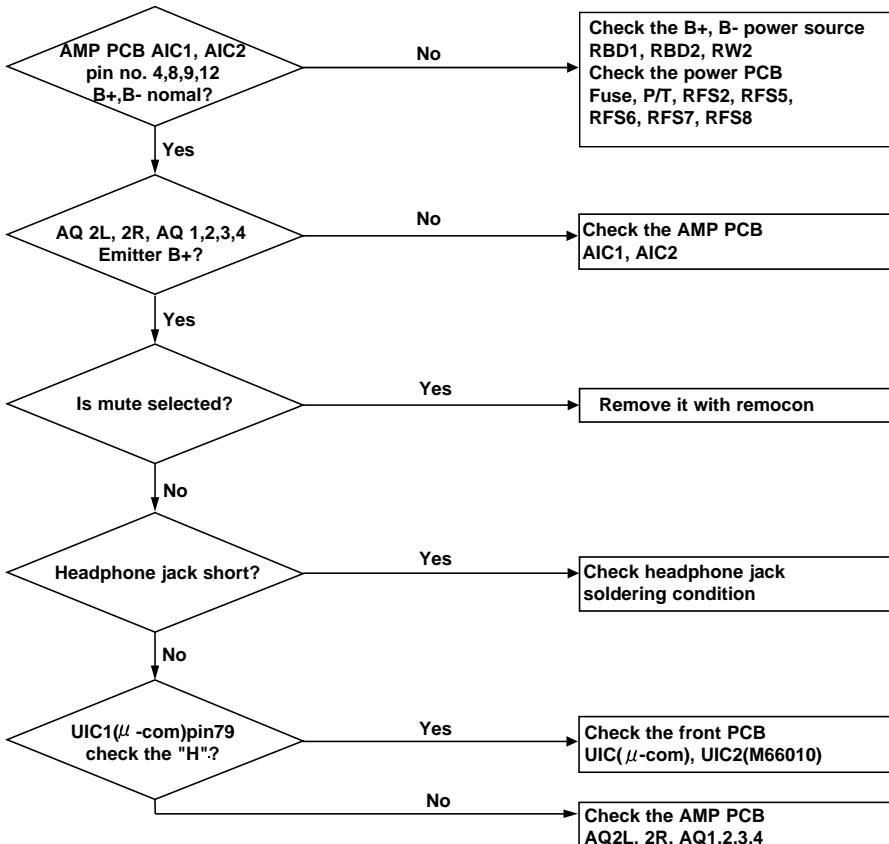 AMP PCB AIC1, AIC2
pin no. 4,8,9,12
B+,B- nomal?
No
Check the B+, B- power source
RBD1, RBD2, RW2
Check the power PCB
Fuse, P/T, RFS2, RFS5,
RFS6, RFS7, RFS8
Yes
AQ 2L, 2R, AQ 1,2,3,4
Emitter B+?
No
Check the AMP PCB
AIC1, AIC2
Yes
Is mute selected?
Yes
Remove it with remocon
No
Headphone jack short?
Yes
Check headphone jack
soldering condition
No
UIC1(μ -com)pin79
check the "H".?
Yes
Check the front PCB
UIC(μ-com), UIC2(M66010)
No
Check the AMP PCB
AQ2L, 2R, AQ1,2,3,4